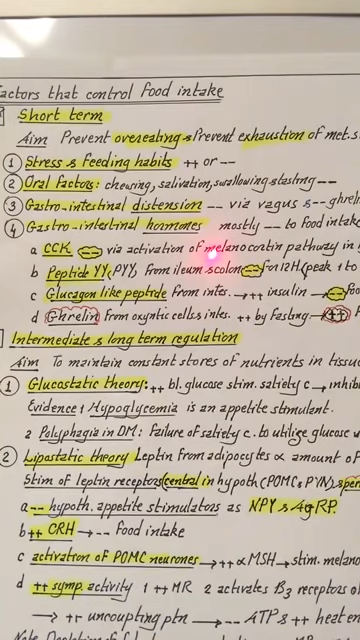 Factors that control Food intake
Short term
Aim Prevent overeating & Prevent exhaustion of met. s
① Stress & Feeding habits ++ or --
② Oral factors: chewing, salivation, swallowing & tasting --
③ Gastro-intestinal distension -- via vagus & -- ghreli
④ Gastro-intestinal hormones mostly -- to food intake
a CCK -- via activation of melanocortin pathway in h
b Peptide YY (PYY) from ileum & colon -- For 12H (peak 1 to
c Glucagon like peptide from intes. → ++ insulin → -- Foo
d Ghrelin from oxyntic cells & intes. ++ by Fasting → ++
Intermediate & long term regulation
Aim To maintain constant stores of nutrients in tissu
① Glucostatic theory: ++ bl. glucose stim. satiety c → inhibi
Evidence 1 Hypoglycemia is an appetite stimulant.
2 Polyphagia in DM: Failure of satiety c. to utilize glucose
② Lipostatic theory Leptin from adipocytes ∝ amount of
Stim of leptin receptors (central in hypoth (POMC & PVN),
a -- hypoth. appetite stimulators as NPY & AgRP.
b ++ CRH → -- food intake
c activation of POMC neurones → ++ αMSH → stim. melano
d ++ symp. activity 1 ++ MR 2 activates B₃ receptors
→ ++ uncoupling ptn → -- ATP & ++ heat en